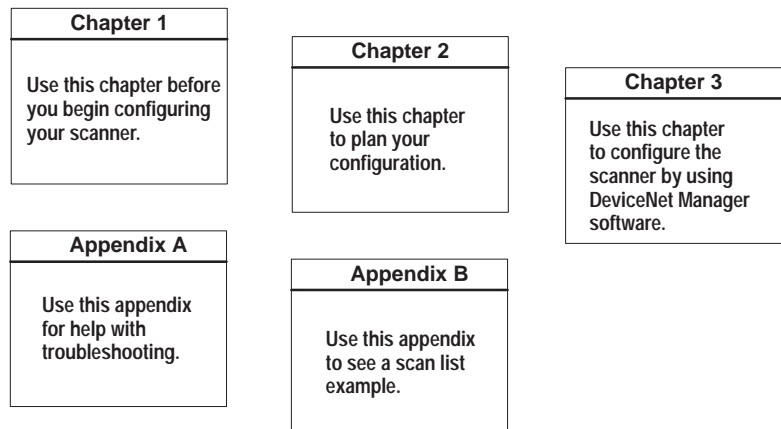 Chapter 1
Use this chapter before
you begin configuring
your scanner.
Chapter 2
Use this chapter
to plan your
configuration.
Chapter 3
Use this chapter
to configure the
scanner by using
DeviceNet Manager
software.
Appendix A
Use this appendix
for help with
troubleshooting.
Appendix B
Use this appendix
to see a scan list
example.